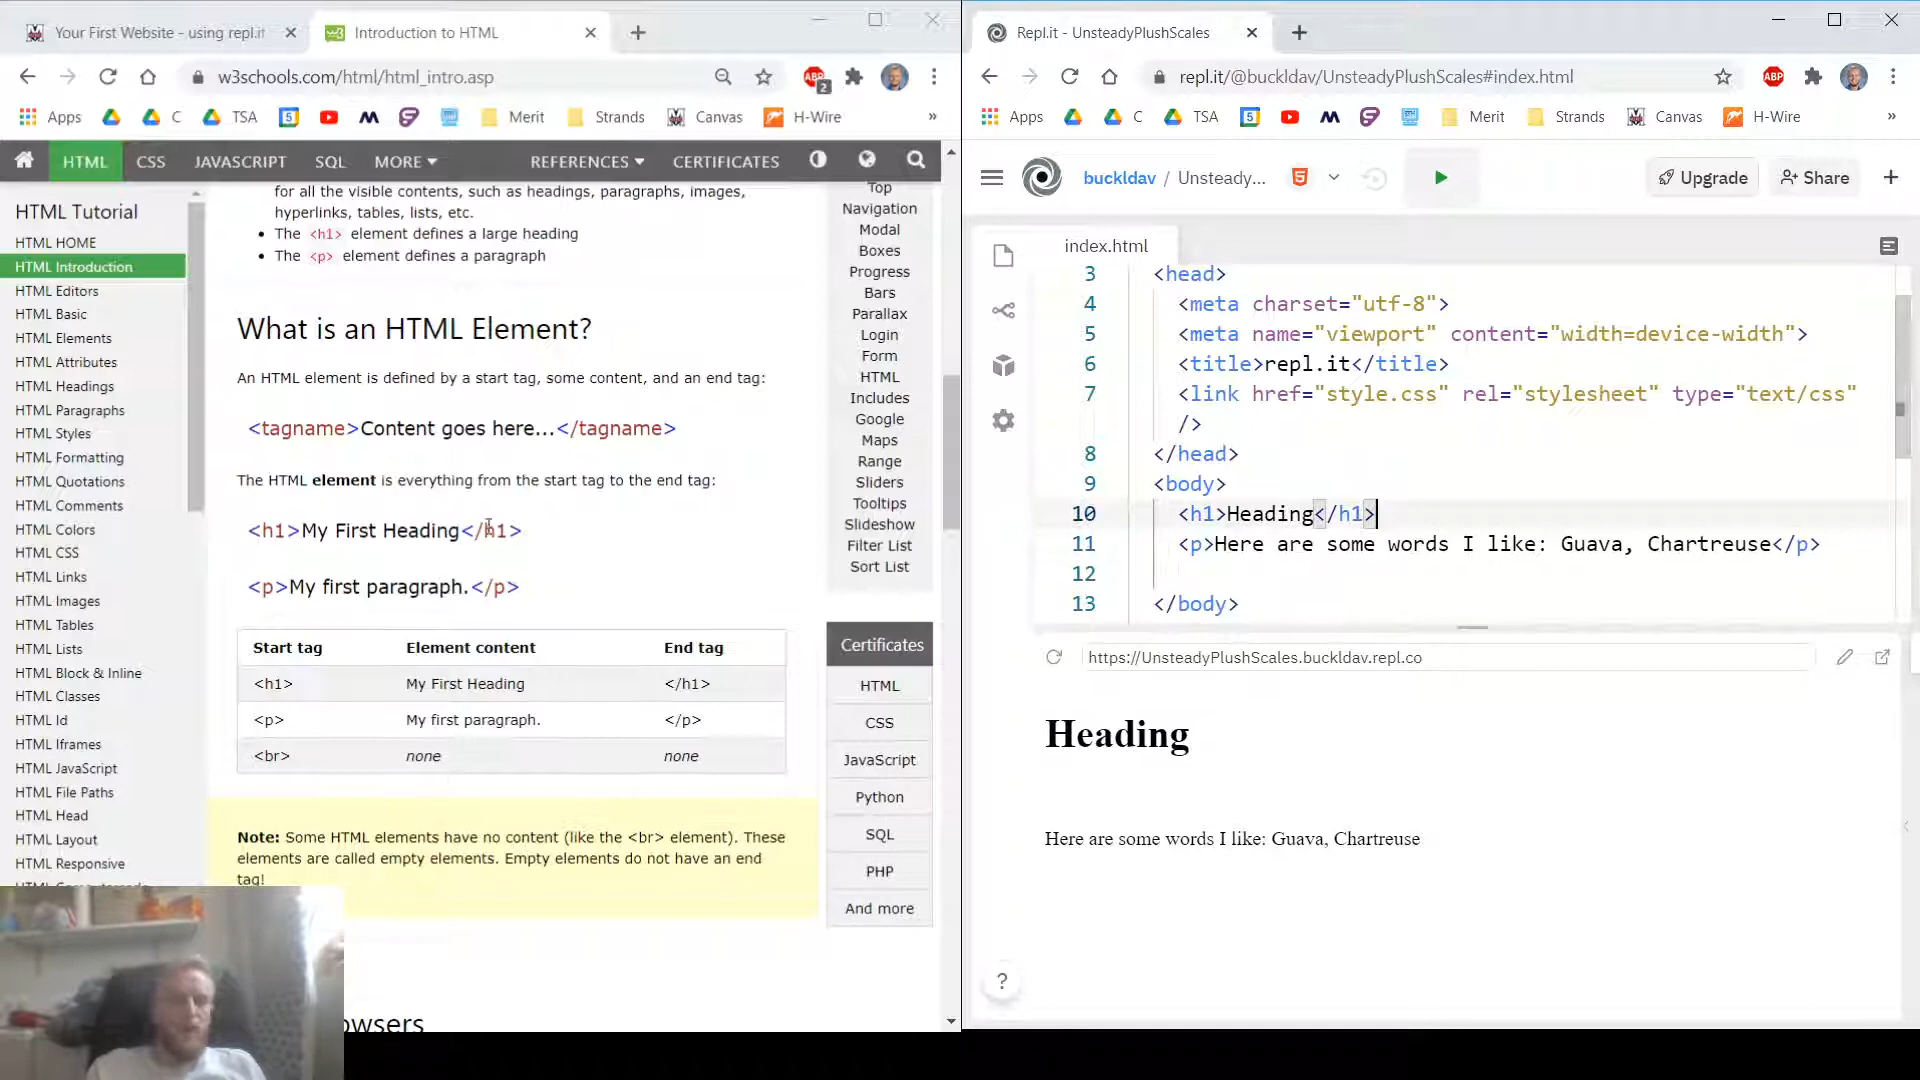 Your First Website - using repl.it
Introduction to HTML
w3schools.com/html/html_intro.asp
2
Apps
C
TSA
5
Merit
Strands
Canvas
H-Wire
»
HTML
CSS
JAVASCRIPT
SQL
MORE
REFERENCES
CERTIFICATES
HTML Tutorial
HTML HOME
HTML Introduction
HTML Editors
HTML Basic
HTML Elements
HTML Attributes
HTML Headings
HTML Paragraphs
HTML Styles
HTML Formatting
HTML Quotations
HTML Comments
HTML Colors
HTML CSS
HTML Links
HTML Images
HTML Tables
HTML Lists
HTML Block & Inline
HTML Classes
HTML Id
HTML Iframes
HTML JavaScript
HTML File Paths
HTML Head
HTML Layout
HTML Responsive
for all the visible contents, such as headings, paragraphs, images,
hyperlinks, tables, lists, etc.
• The <h1> element defines a large heading
• The <p> element defines a paragraph
What is an HTML Element?
An HTML element is defined by a start tag, some content, and an end tag:
<tagname>Content goes here...</tagname>
The HTML element is everything from the start tag to the end tag:
<h1>My First Heading</h1>
<p>My first paragraph.</p>
Start tag Element content End tag
<h1> My First Heading </h1>
<p> My first paragraph. </p>
<br> none none
Note: Some HTML elements have no content (like the <br> element). These
elements are called empty elements. Empty elements do not have an end
tag!
owsers
Top
Navigation
Modal
Boxes
Progress
Bars
Parallax
Login
Form
HTML
Includes
Google
Maps
Range
Sliders
Tooltips
Slideshow
Filter List
Sort List
Certificates
HTML
CSS
JavaScript
Python
SQL
PHP
And more
Repl.it - UnsteadyPlushScales
repl.it/@buckldav/UnsteadyPlushScales#index.html
ABP
Apps
C
TSA
5
Merit
Strands
Canvas
H-Wire
»
buckldav / Unsteady...
Upgrade
Share
index.html
3 <head>
4 <meta charset="utf-8">
5 <meta name="viewport" content="width=device-width">
6 <title>repl.it</title>
7 <link href="style.css" rel="stylesheet" type="text/css"
/>
8 </head>
9 <body>
10 <h1>Heading</h1>
11 <p>Here are some words I like: Guava, Chartreuse</p>
12
13 </body>
https://UnsteadyPlushScales.buckldav.repl.co
Heading
Here are some words I like: Guava, Chartreuse
?